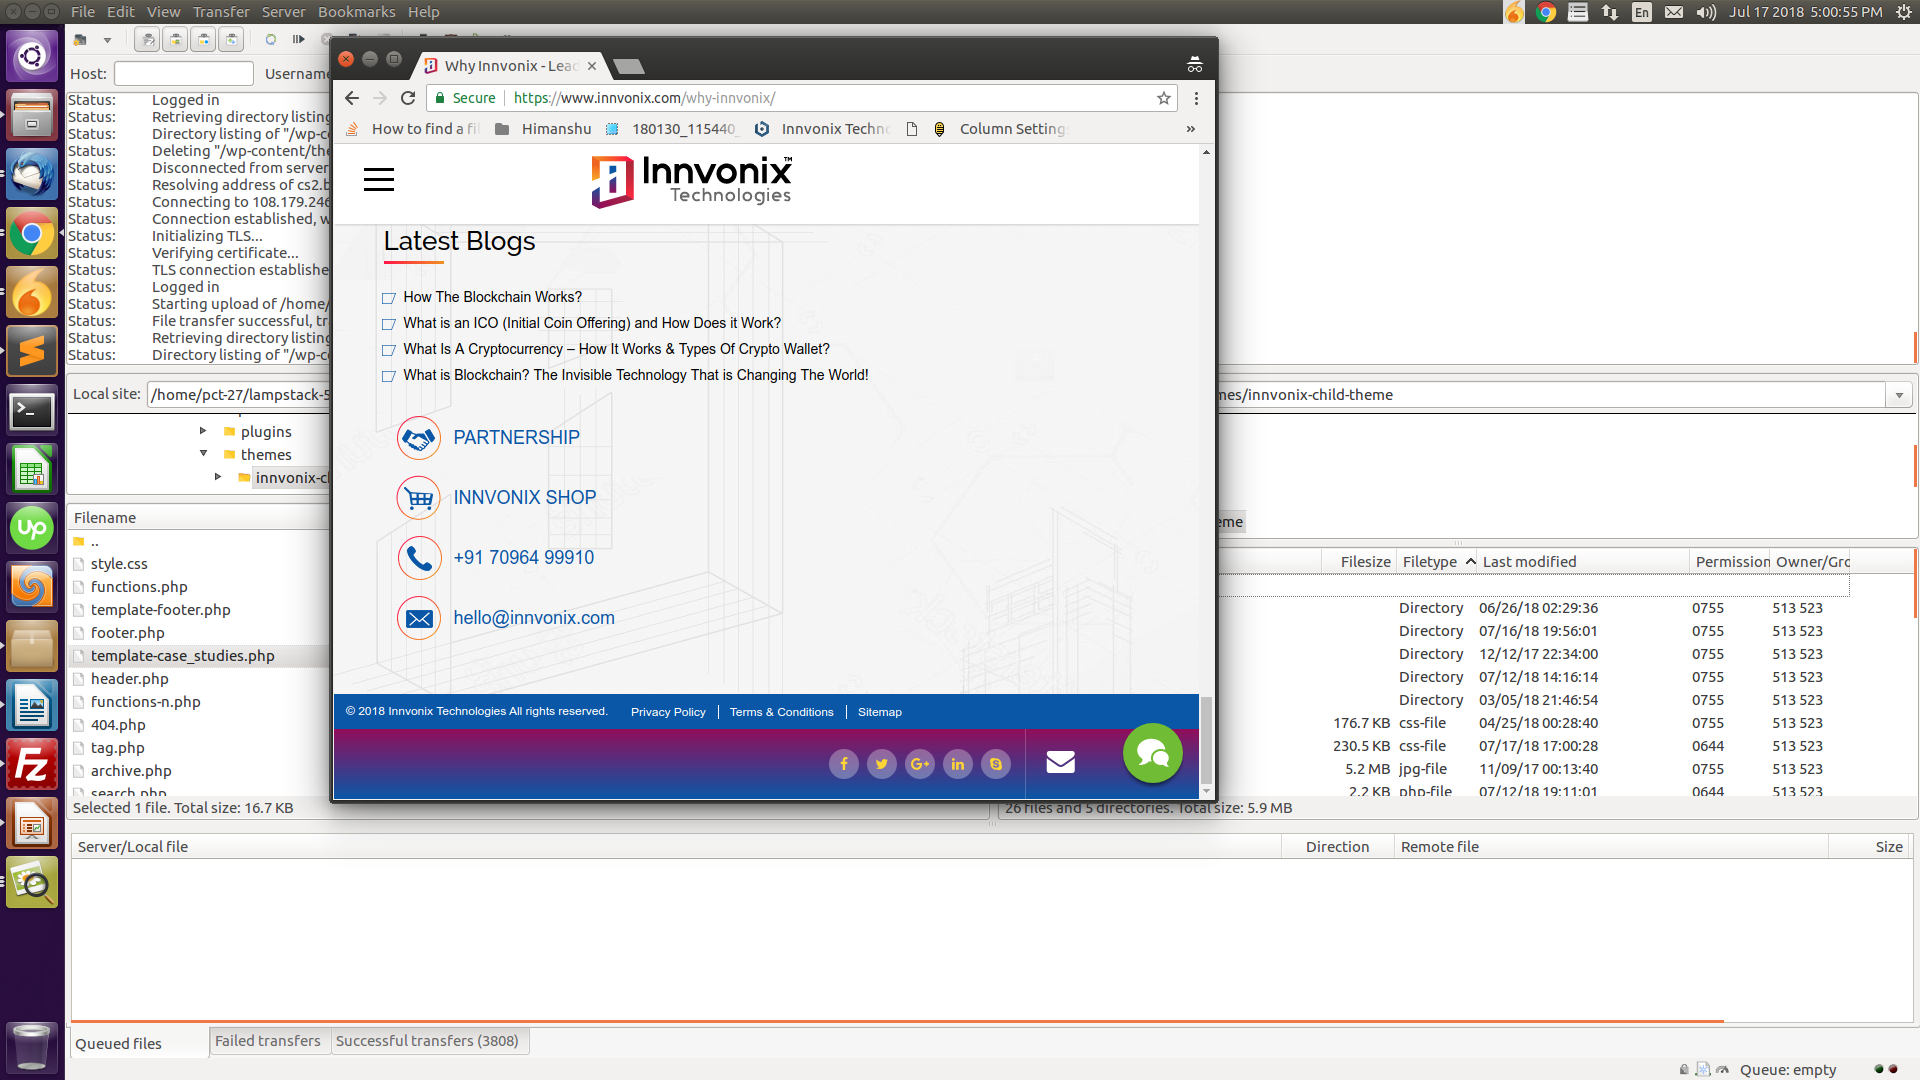 File Edit View Transfer Server Bookmarks Help
En
Jul 17 2018 5:00:55 PM
Host:
Username
Status: Logged in
Status: Retrieving directory listing
Status: Directory listing of "/wp-co
Status: Deleting "/wp-content/the
Status: Disconnected from server
Status: Resolving address of cs2.b
Status: Connecting to 108.179.246
Status: Connection established, w
Status: Initializing TLS...
Status: Verifying certificate...
Status: TLS connection establishe
Status: Logged in
Status: Starting upload of /home/
Status: File transfer successful, tr
Status: Retrieving directory listing
Status: Directory listing of "/wp-co
Local site: /home/pct-27/lampstack-5
plugins
themes
innvonix-cl
Filename
..
style.css
functions.php
template-footer.php
footer.php
template-case_studies.php
header.php
functions-n.php
404.php
tag.php
archive.php
search.php
Selected 1 file. Total size: 16.7 KB
Why Innvonix - Lead
Secure https://www.innvonix.com/why-innvonix/
How to find a fi Himanshu 180130_115440 Innvonix Techn Column Setting »
Innvonix™
Technologies
Latest Blogs
How The Blockchain Works?
What is an ICO (Initial Coin Offering) and How Does it Work?
What Is A Cryptocurrency – How It Works & Types Of Crypto Wallet?
What is Blockchain? The Invisible Technology That is Changing The World!
PARTNERSHIP
INNVONIX SHOP
+91 70964 99910
hello@innvonix.com
© 2018 Innvonix Technologies All rights reserved. Privacy Policy Terms & Conditions Sitemap
f G+ in
mes/innvonix-child-theme
eme
Filesize Filetype Last modified Permission Owner/Gro
Directory 06/26/18 02:29:36 0755 513 523
Directory 07/16/18 19:56:01 0755 513 523
Directory 12/12/17 22:34:00 0755 513 523
Directory 07/12/18 14:16:14 0755 513 523
Directory 03/05/18 21:46:54 0755 513 523
176.7 KB css-file 04/25/18 00:28:40 0755 513 523
230.5 KB css-file 07/17/18 17:00:28 0644 513 523
5.2 MB jpg-file 11/09/17 00:13:40 0755 513 523
2.2 KB php-file 07/12/18 19:11:01 0644 513 523
26 files and 5 directories. Total size: 5.9 MB
Server/Local file Direction Remote file Size
Queued files Failed transfers Successful transfers (3808)
Queue: empty
up
Fz